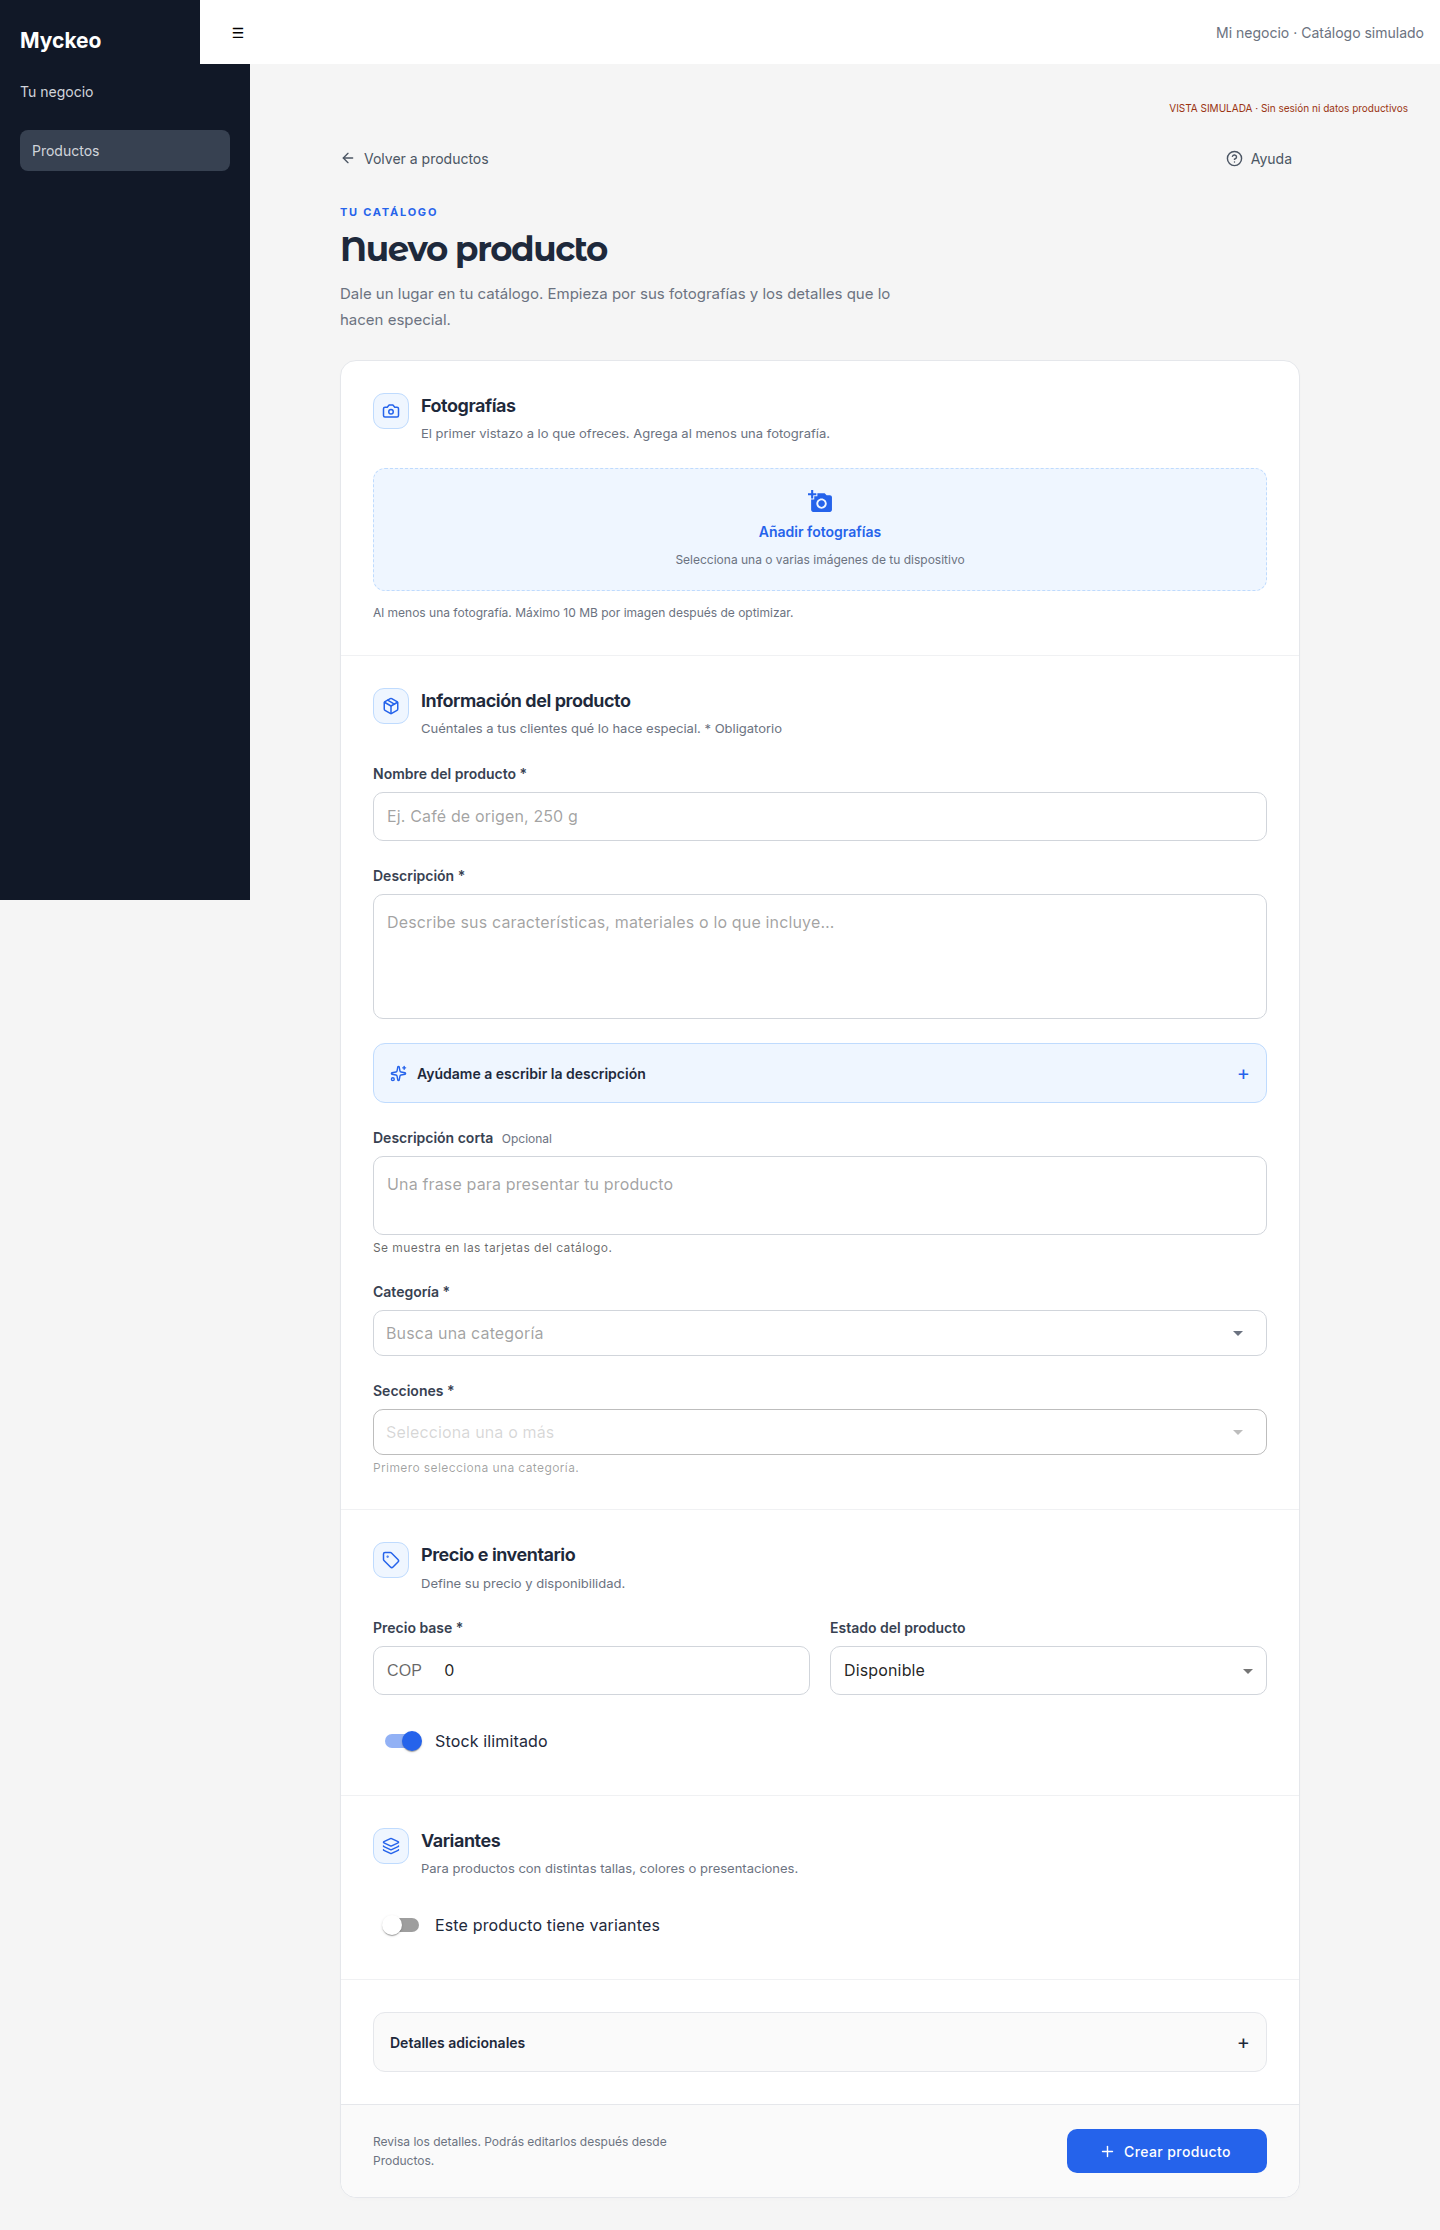 Myckeo
☰
Mi negocio · Catálogo simulado
Tu negocio
Productos
VISTA SIMULADA · Sin sesión ni datos productivos
Volver a productos
Ayuda
TU CATÁLOGO
Nuevo producto
Dale un lugar en tu catálogo. Empieza por sus fotografías y los detalles que lo
hacen especial.
Fotografías
El primer vistazo a lo que ofreces. Agrega al menos una fotografía.
Añadir fotografías
Selecciona una o varias imágenes de tu dispositivo
Al menos una fotografía. Máximo 10 MB por imagen después de optimizar.
Información del producto
Cuéntales a tus clientes qué lo hace especial. * Obligatorio
Nombre del producto *
Ej. Café de origen, 250 g
Descripción *
Describe sus características, materiales o lo que incluye...
Ayúdame a escribir la descripción
+
Descripción corta Opcional
Una frase para presentar tu producto
Se muestra en las tarjetas del catálogo.
Categoría *
Busca una categoría
Secciones *
Selecciona una o más
Primero selecciona una categoría.
Precio e inventario
Define su precio y disponibilidad.
Precio base *
Estado del producto
COP 0
Disponible
Stock ilimitado
Variantes
Para productos con distintas tallas, colores o presentaciones.
Este producto tiene variantes
Detalles adicionales
+
Revisa los detalles. Podrás editarlos después desde
Productos.
+ Crear producto